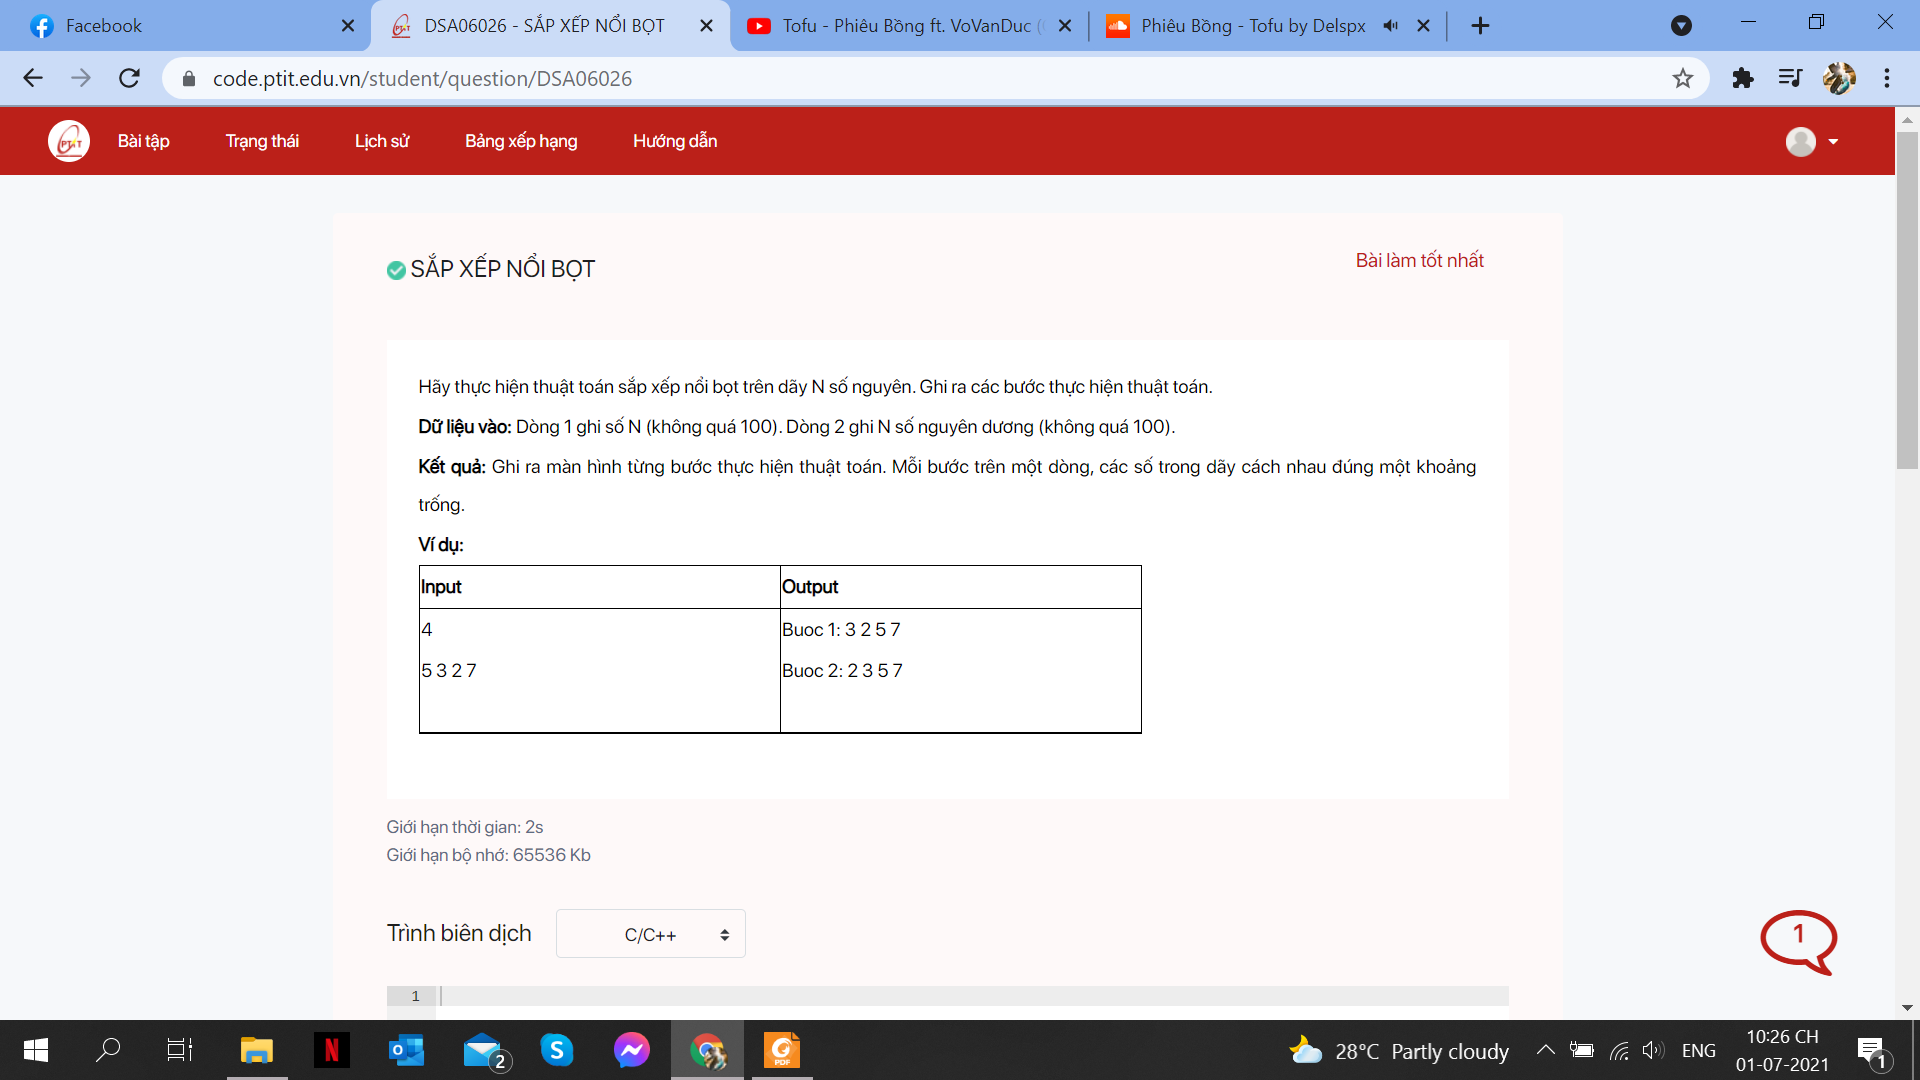 Facebook
DSA06026 - SẮP XẾP NỔI BỌT
Tofu - Phiêu Bồng ft. VoVanDuc (
Phiêu Bồng - Tofu by Delspx
code.ptit.edu.vn/student/question/DSA06026
PTIT
Bài tập
Trạng thái
Lịch sử
Bảng xếp hạng
Hướng dẫn
SẮP XẾP NỔI BỌT
Bài làm tốt nhất
Hãy thực hiện thuật toán sắp xếp nổi bọt trên dãy N số nguyên. Ghi ra các bước thực hiện thuật toán.
Dữ liệu vào: Dòng 1 ghi số N (không quá 100). Dòng 2 ghi N số nguyên dương (không quá 100).
Kết quả: Ghi ra màn hình từng bước thực hiện thuật toán. Mỗi bước trên một dòng, các số trong dãy cách nhau đúng một khoảng
trống.
Ví dụ:
Input
Output
4
5 3 2 7
Buoc 1: 3 2 5 7
Buoc 2: 2 3 5 7
Giới hạn thời gian: 2s
Giới hạn bộ nhớ: 65536 Kb
Trình biên dịch
C/C++
1
1
2
PDF
28°C Partly cloudy
ENG
10:26 CH
01-07-2021
1